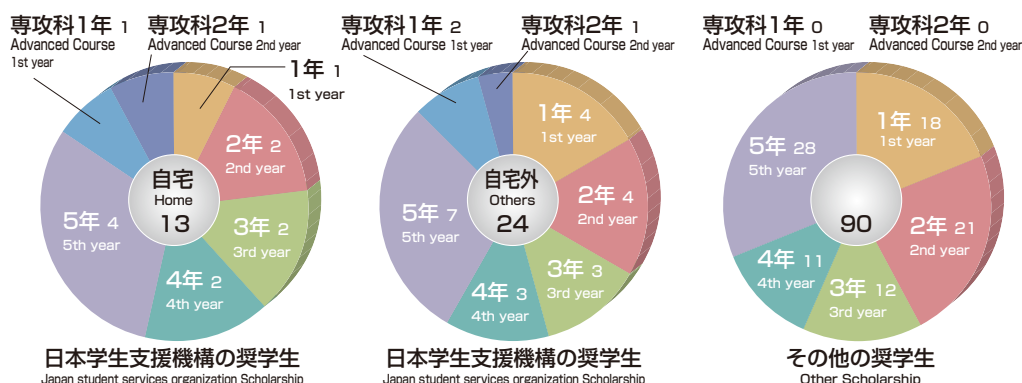 専攻科1年 1
Advanced Course
1st year
専攻科2年 1
Advanced Course 2nd year
1年 1
1st year
2年 2
2nd year
3年 2
3rd year
4年 2
4th year
5年 4
5th year
自宅
Home
13
日本学生支援機構の奨学生
Japan student services organization Scholarship
専攻科1年 2
Advanced Course 1st year
専攻科2年 1
Advanced Course 2nd year
1年 4
1st year
2年 4
2nd year
3年 3
3rd year
4年 3
4th year
5年 7
5th year
自宅外
Others
24
日本学生支援機構の奨学生
Japan student services organization Scholarship
専攻科1年 0
Advanced Course 1st year
専攻科2年 0
Advanced Course 2nd year
1年 18
1st year
2年 21
2nd year
3年 12
3rd year
4年 11
4th year
5年 28
5th year
90
その他の奨学生
Other Scholarship